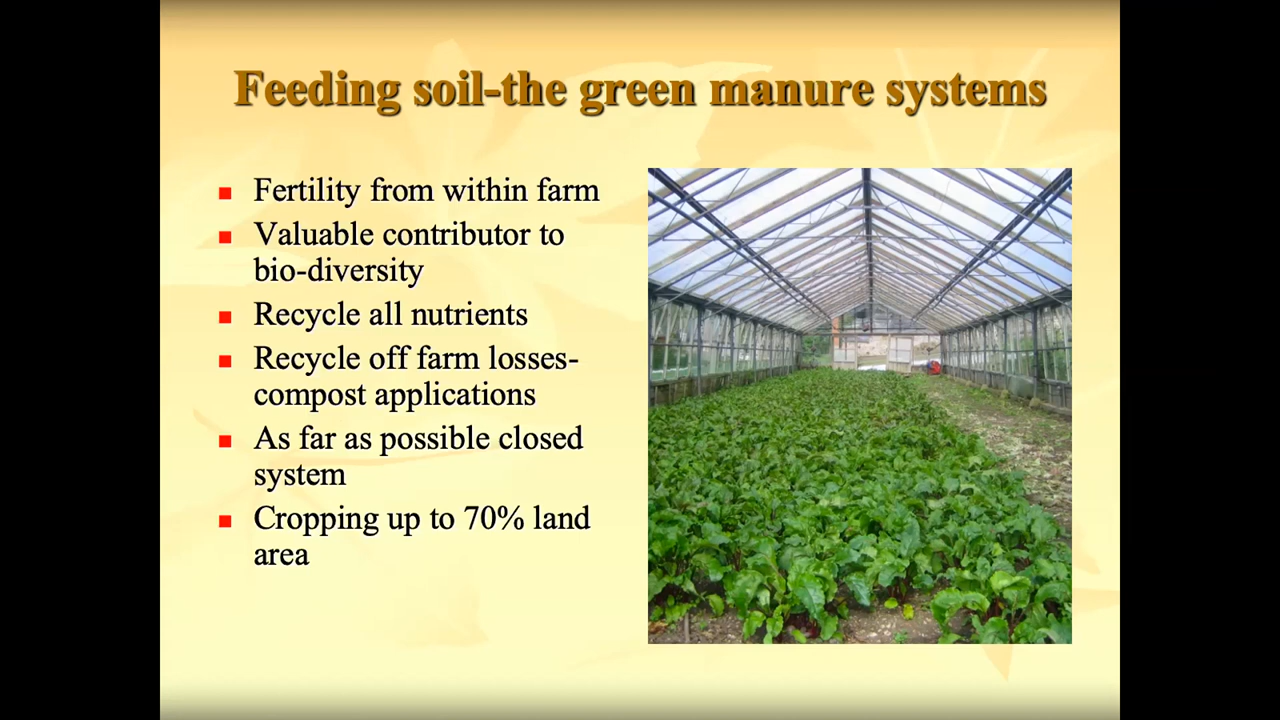 Feeding soil-the green manure systems
Fertility from within farm
Valuable contributor to
bio-diversity
Recycle all nutrients
Recycle off farm losses-
compost applications
As far as possible closed
system
Cropping up to 70% land
area